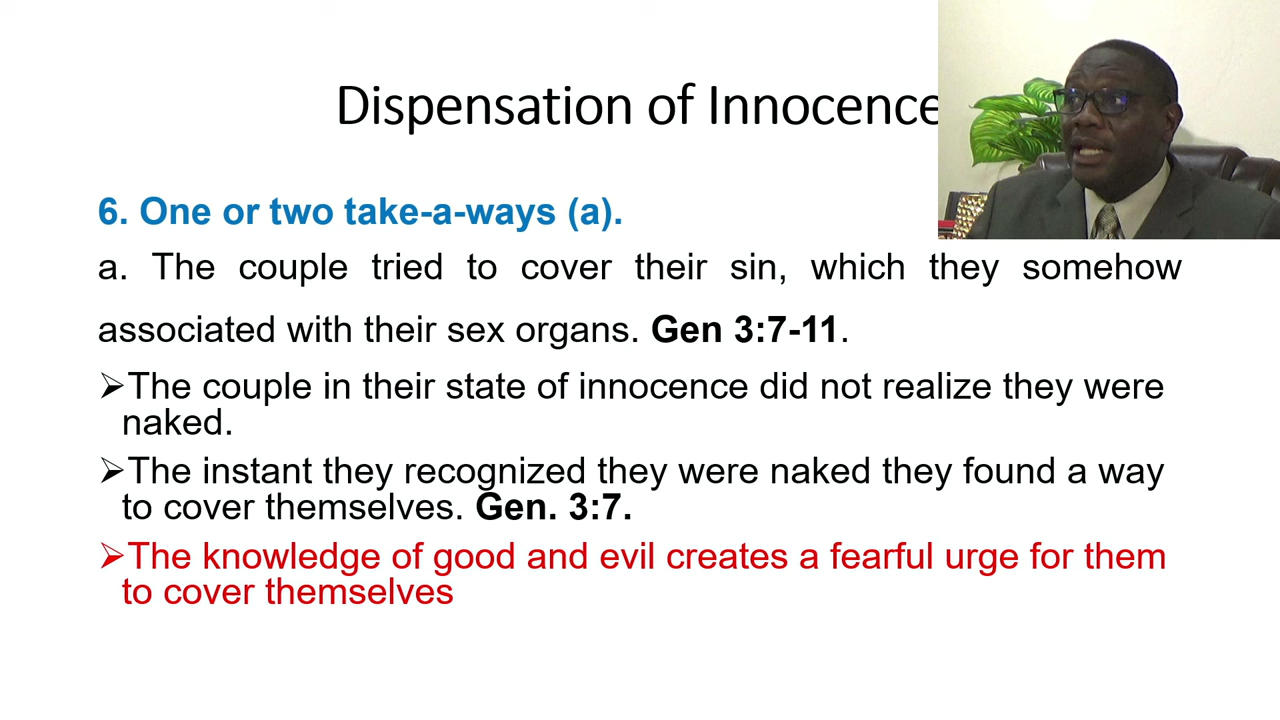 Dispensation of Innocence
6. One or two take-a-ways (a).
a. The couple tried to cover their sin, which they somehow
associated with their sex organs. Gen 3:7-11.
➢The couple in their state of innocence did not realize they were
naked.
➢The instant they recognized they were naked they found a way
to cover themselves. Gen. 3:7.
➢The knowledge of good and evil creates a fearful urge for them
to cover themselves